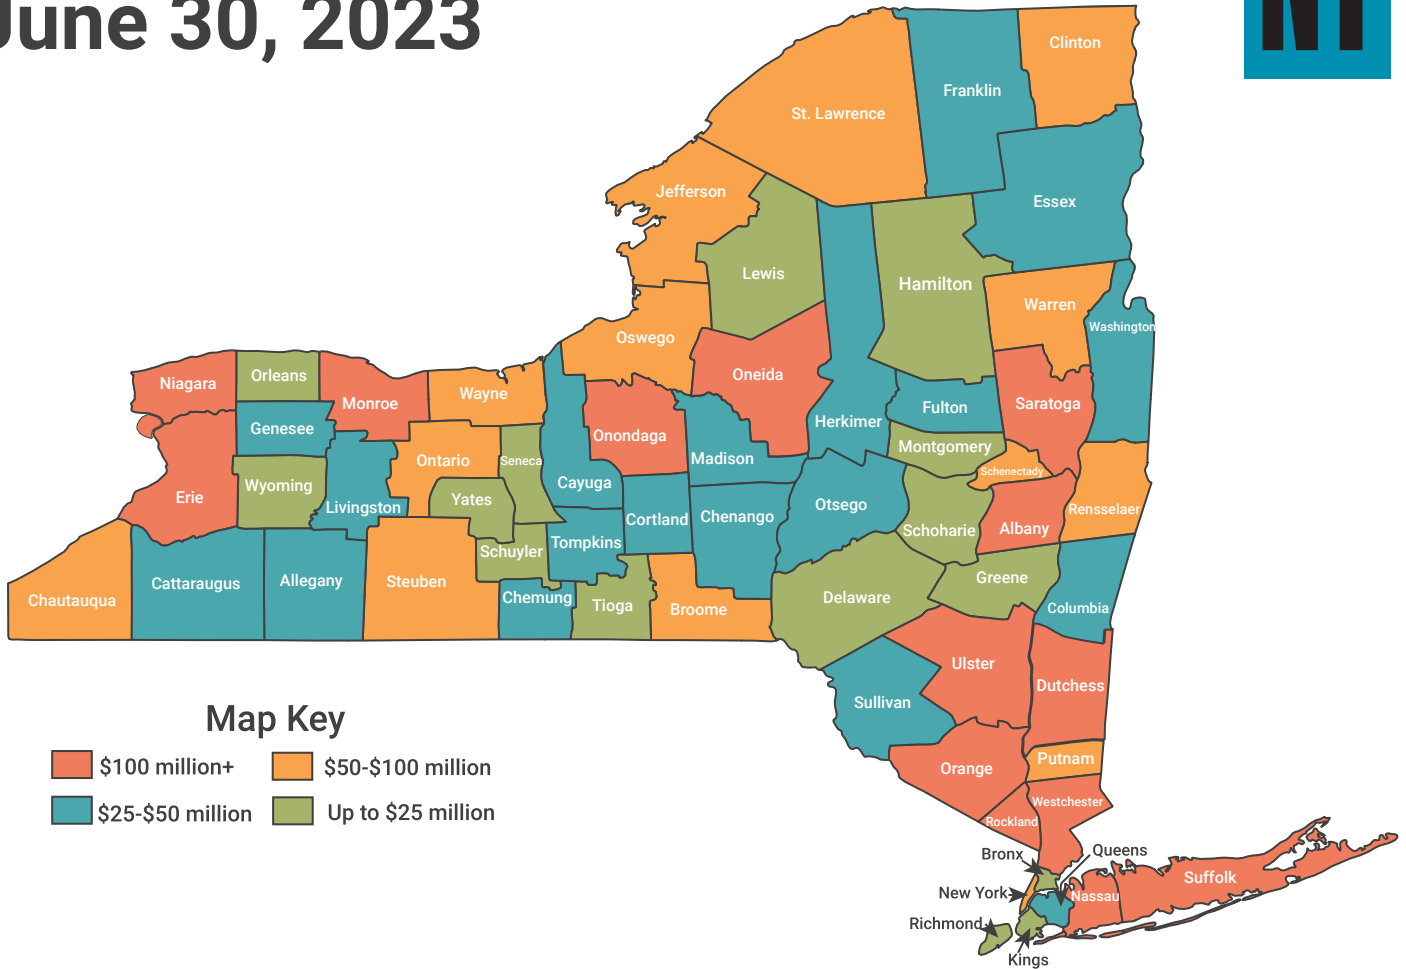 June 30, 2023
Clinton
Franklin
St. Lawrence
Jefferson
Essex
Lewis
Hamilton
Warren
Washington
Oswego
Oneida
Niagara
Orleans
Monroe
Wayne
Saratoga
Fulton
Herkimer
Genesee
Onondaga
Montgomery
Madison
Ontario
Seneca
Schenectady
Cayuga
Wyoming
Erie
Yates
Livingston
Otsego
Rensselaer
Cortland
Chenango
Albany
Schoharie
Tompkins
Schuyler
Greene
Cattaraugus
Allegany
Steuben
Chautauqua
Chemung
Tioga
Broome
Delaware
Columbia
Ulster
Dutchess
Sullivan
Putnam
Orange
Westchester
Rockland
Map Key
$100 million+
$50-$100 million
$25-$50 million
Up to $25 million
Bronx
Queens
New York
Nassau
Suffolk
Richmond
Kings